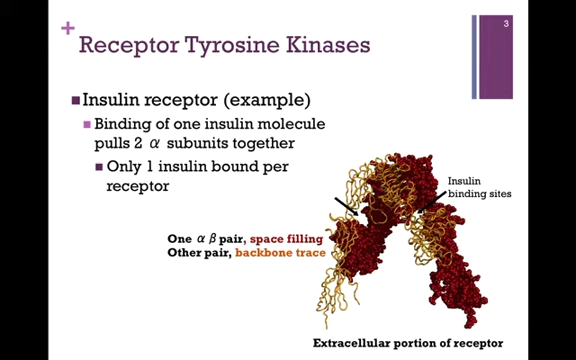 3
+
Receptor Tyrosine Kinases
Insulin receptor (example)
Binding of one insulin molecule
pulls 2 α subunits together
Only 1 insulin bound per
receptor
Insulin
binding sites
One α β pair, space filling
Other pair, backbone trace
Extracellular portion of receptor